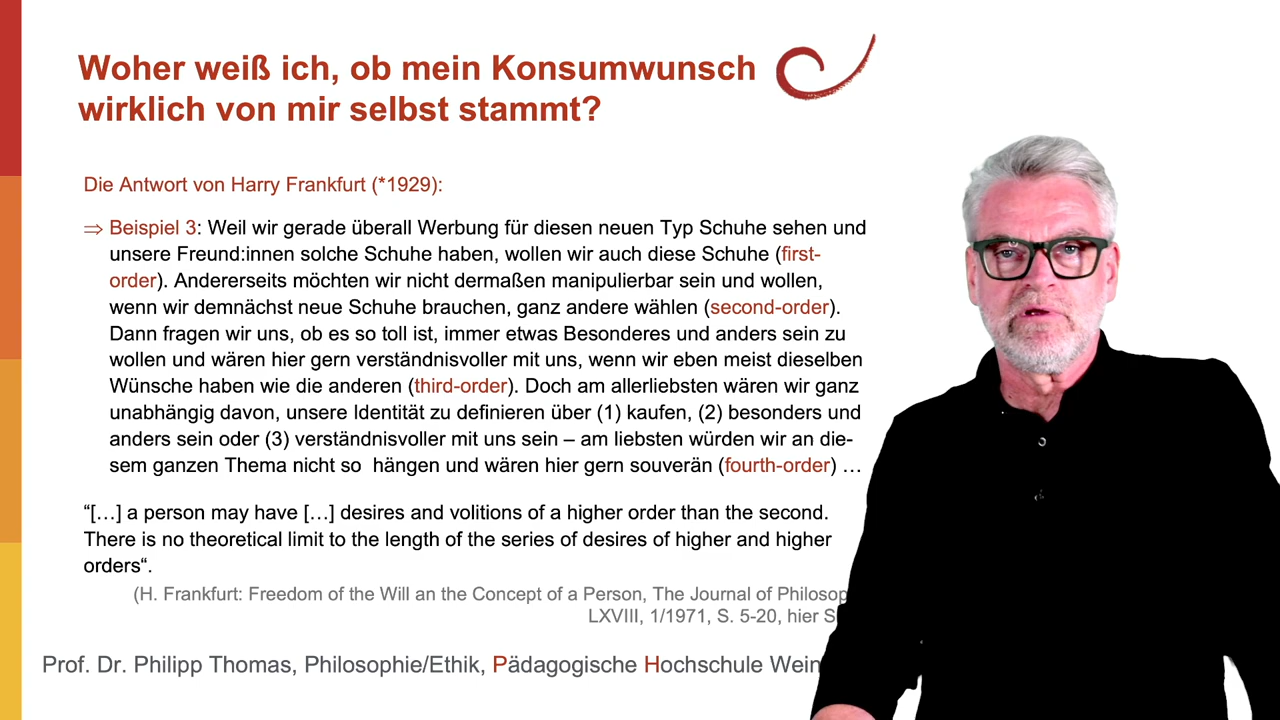 Woher weiß ich, ob mein Konsumwunsch
wirklich von mir selbst stammt?
Die Antwort von Harry Frankfurt (*1929):
⇒ Beispiel 3: Weil wir gerade überall Werbung für diesen neuen Typ Schuhe sehen und
unsere Freund:innen solche Schuhe haben, wollen wir auch diese Schuhe (first-
order). Andererseits möchten wir nicht dermaßen manipulierbar sein und wollen,
wenn wir demnächst neue Schuhe brauchen, ganz andere wählen (second-order).
Dann fragen wir uns, ob es so toll ist, immer etwas Besonderes und anders sein zu
wollen und wären hier gern verständnisvoller mit uns, wenn wir eben meist dieselben
Wünsche haben wie die anderen (third-order). Doch am allerliebsten wären wir ganz
unabhängig davon, unsere Identität zu definieren über (1) kaufen, (2) besonders und
anders sein oder (3) verständnisvoller mit uns sein – am liebsten würden wir an die-
sem ganzen Thema nicht so hängen und wären hier gern souverän (fourth-order) …
“[…] a person may have […] desires and volitions of a higher order than the second.
There is no theoretical limit to the length of the series of desires of higher and higher
orders“.
(H. Frankfurt: Freedom of the Will an the Concept of a Person, The Journal of
LXVIII, 1/1971, S. 5-20, hier
Prof. Dr. Philipp Thomas, Philosophie/Ethik, Pädagogische Hochschule